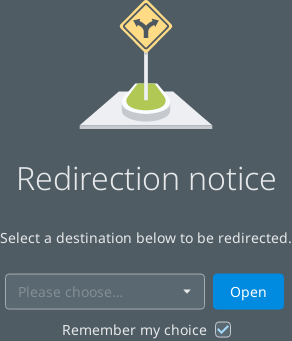 Redirection notice
Select a destination below to be redirected.
Please choose...
Open
Remember my choice